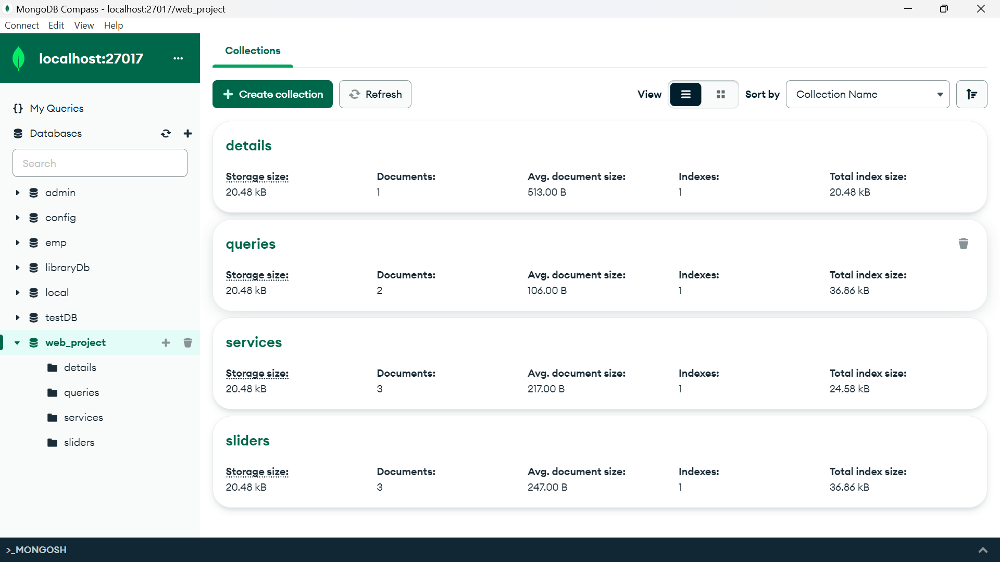 MongoDB Compass - localhost:27017/web_project
Connect Edit View Help
localhost:27017
My Queries
Databases
Search
admin
config
emp
libraryDb
local
testDB
web_project
details
queries
services
sliders
Collections
Create collection Refresh View Sort by Collection Name
details
Storage size: Documents: Avg. document size: Indexes: Total index size:
20.48 kB 1 513.00 B 1 20.48 kB
queries
Storage size: Documents: Avg. document size: Indexes: Total index size:
20.48 kB 2 106.00 B 1 36.86 kB
services
Storage size: Documents: Avg. document size: Indexes: Total index size:
20.48 kB 3 217.00 B 1 24.58 kB
sliders
Storage size: Documents: Avg. document size: Indexes: Total index size:
20.48 kB 3 247.00 B 1 36.86 kB
>_MONGOSH